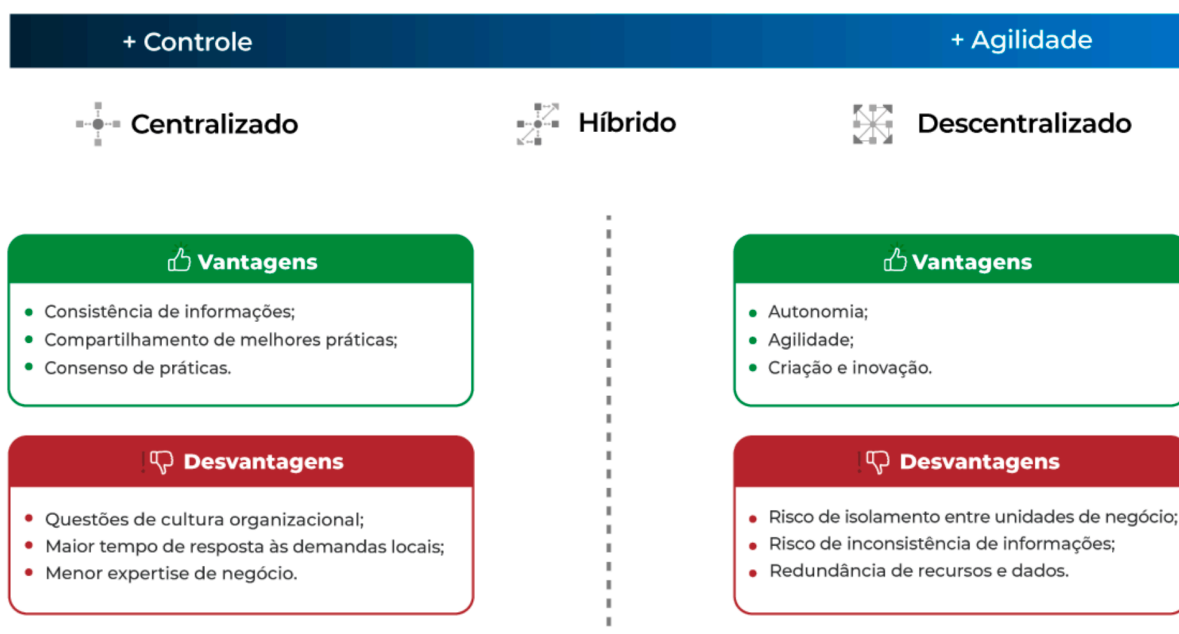 + Controle
+ Agilidade
Centralizado
Híbrido
Descentralizado
Vantagens
• Consistência de informações;
• Compartilhamento de melhores práticas;
• Consenso de práticas.
Desvantagens
• Questões de cultura organizacional;
• Maior tempo de resposta às demandas locais;
• Menor expertise de negócio.
Vantagens
• Autonomia;
• Agilidade;
• Criação e inovação.
Desvantagens
• Risco de isolamento entre unidades de negócio;
• Risco de inconsistência de informações;
• Redundância de recursos e dados.